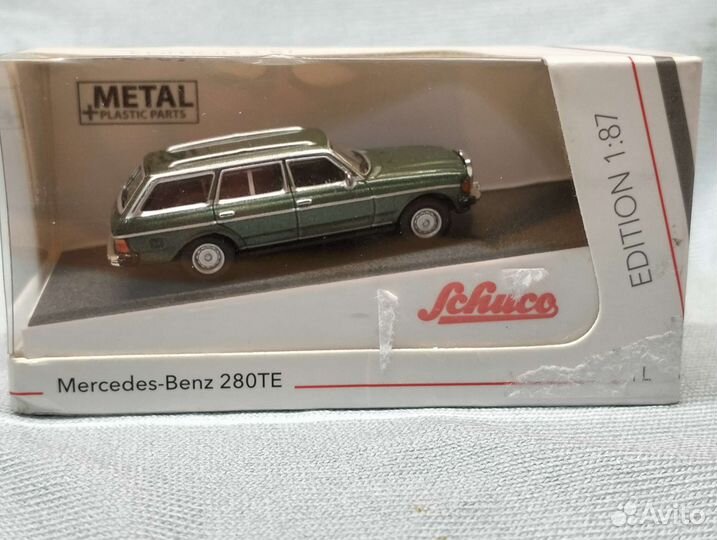 METAL
+PLASTIC PARTS
EDITION 1:87
Schuco
Mercedes-Benz 280TE
L
Avito